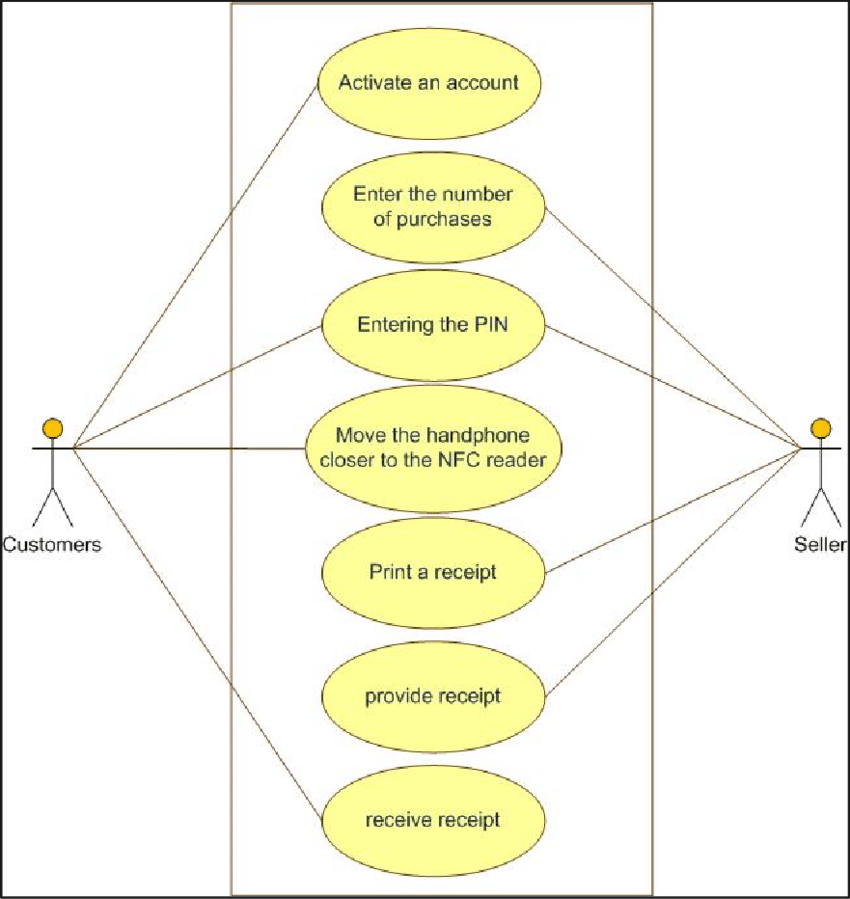 Activate an account
Enter the number
of purchases
Entering the PIN
Move the handphone
closer to the NFC reader
Print a receipt
provide receipt
receive receipt
Customers
Seller